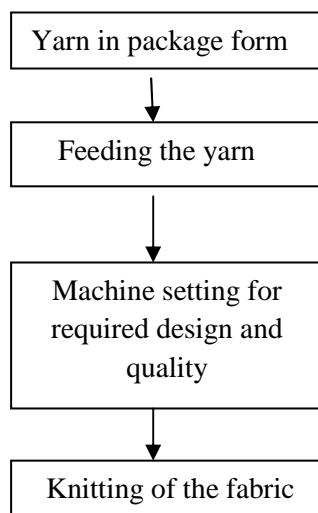 Yarn in package form
Feeding the yarn
Machine setting for
required design and
quality
Knitting of the fabric